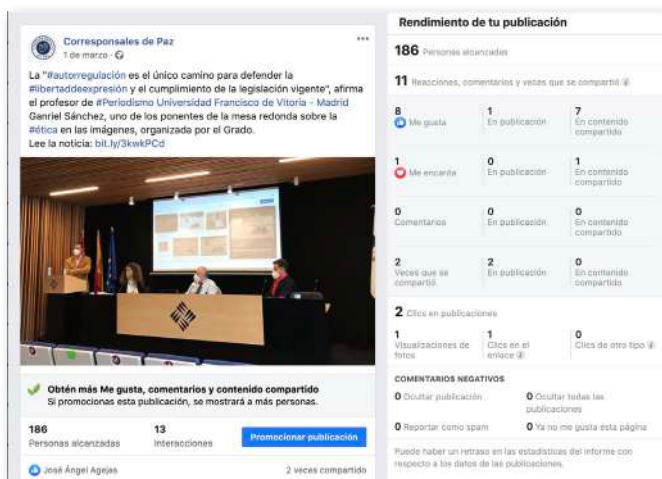 Corresponsales de Paz
1 de marzo ·
La "#autorregulación es el único camino para defender la
#libertaddeexpresión y el cumplimiento de la legislación vigente", afirma
el profesor de #Periodismo Universidad Francisco de Vitoria - Madrid
Ganriel Sánchez, uno de los ponentes de la mesa redonda sobre la
#ética en las imágenes, organizada por el Grado.
Lee la noticia: bit.ly/3kwkPCd
Obtén más Me gusta, comentarios y contenido compartido
Si promocionas esta publicación, se mostrará a más personas.
186
Personas alcanzadas
13
Interacciones
Promocionar publicación
José Ángel Agejas
2 veces compartido
Rendimiento de tu publicación
186 Personas alcanzadas
11 Reacciones, comentarios y veces que se compartió
8
Me gusta
1
En publicación
7
En contenido
compartido
1
Me encanta
0
En publicación
1
En contenido
compartido
0
Comentarios
0
En publicación
0
En contenido
compartido
2
Veces que se
compartió
2
En publicación
0
En contenido
compartido
2 Clics en publicaciones
1
Visualizaciones de
fotos
1
Clics en el
enlace
0
Clics de otro tipo
COMENTARIOS NEGATIVOS
0 Ocultar publicación
0 Ocultar todas las
publicaciones
0 Reportar como spam
0 Ya no me gusta esta página
Puede haber un retraso en las estadísticas del informe con
respecto a los datos de las publicaciones.